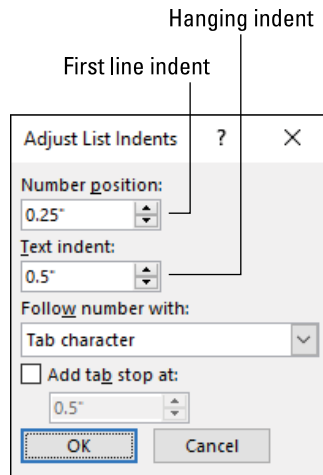 Hanging indent
First line indent
Adjust List Indents ? ×
Number position:
0.25"
Text indent:
0.5"
Follow number with:
Tab character
Add tab stop at:
0.5"
OK Cancel